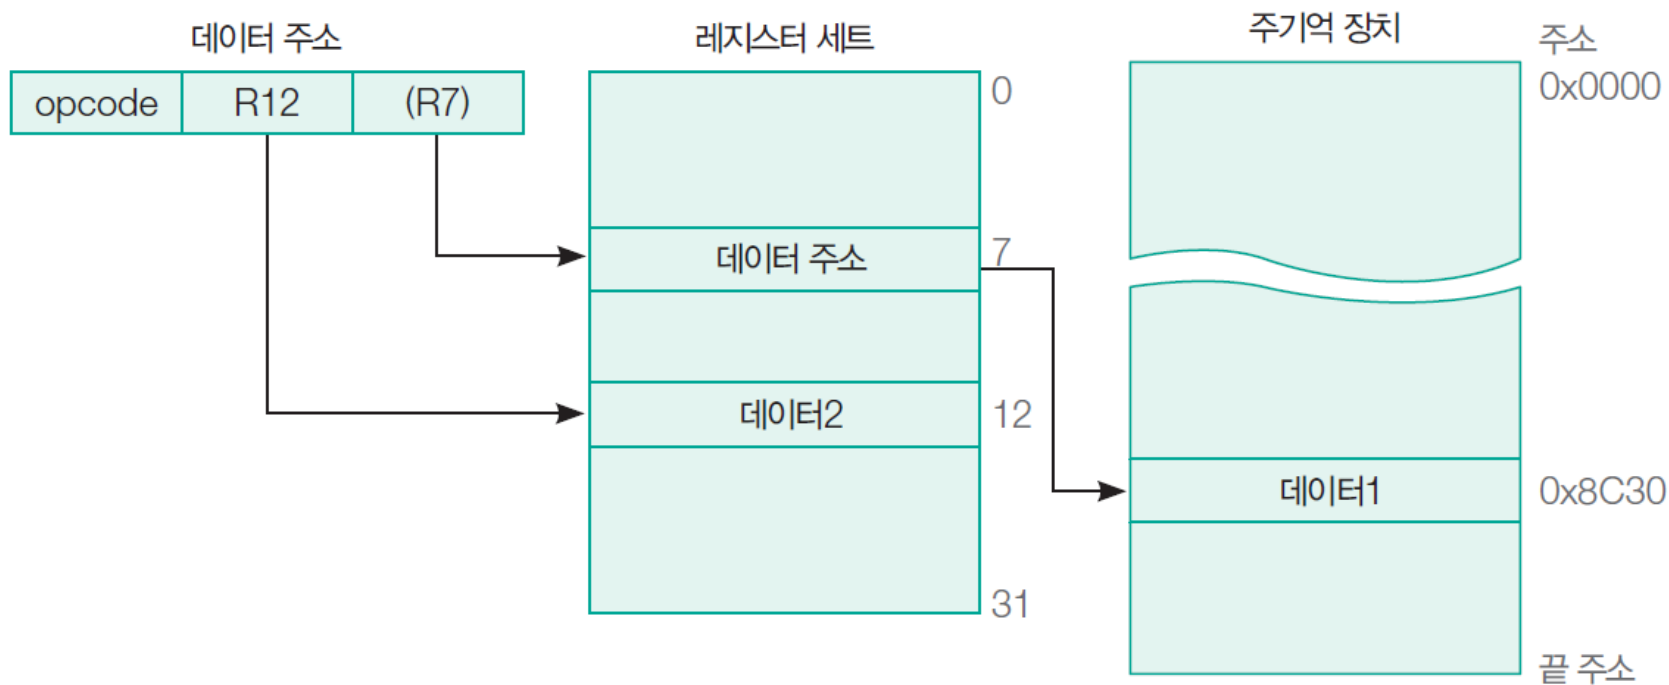 데이터 주소
opcode R12 (R7)
레지스터 세트
0
데이터 주소
7
데이터2
12
31
주기억 장치
주소
0x0000
데이터1
0x8C30
끝 주소